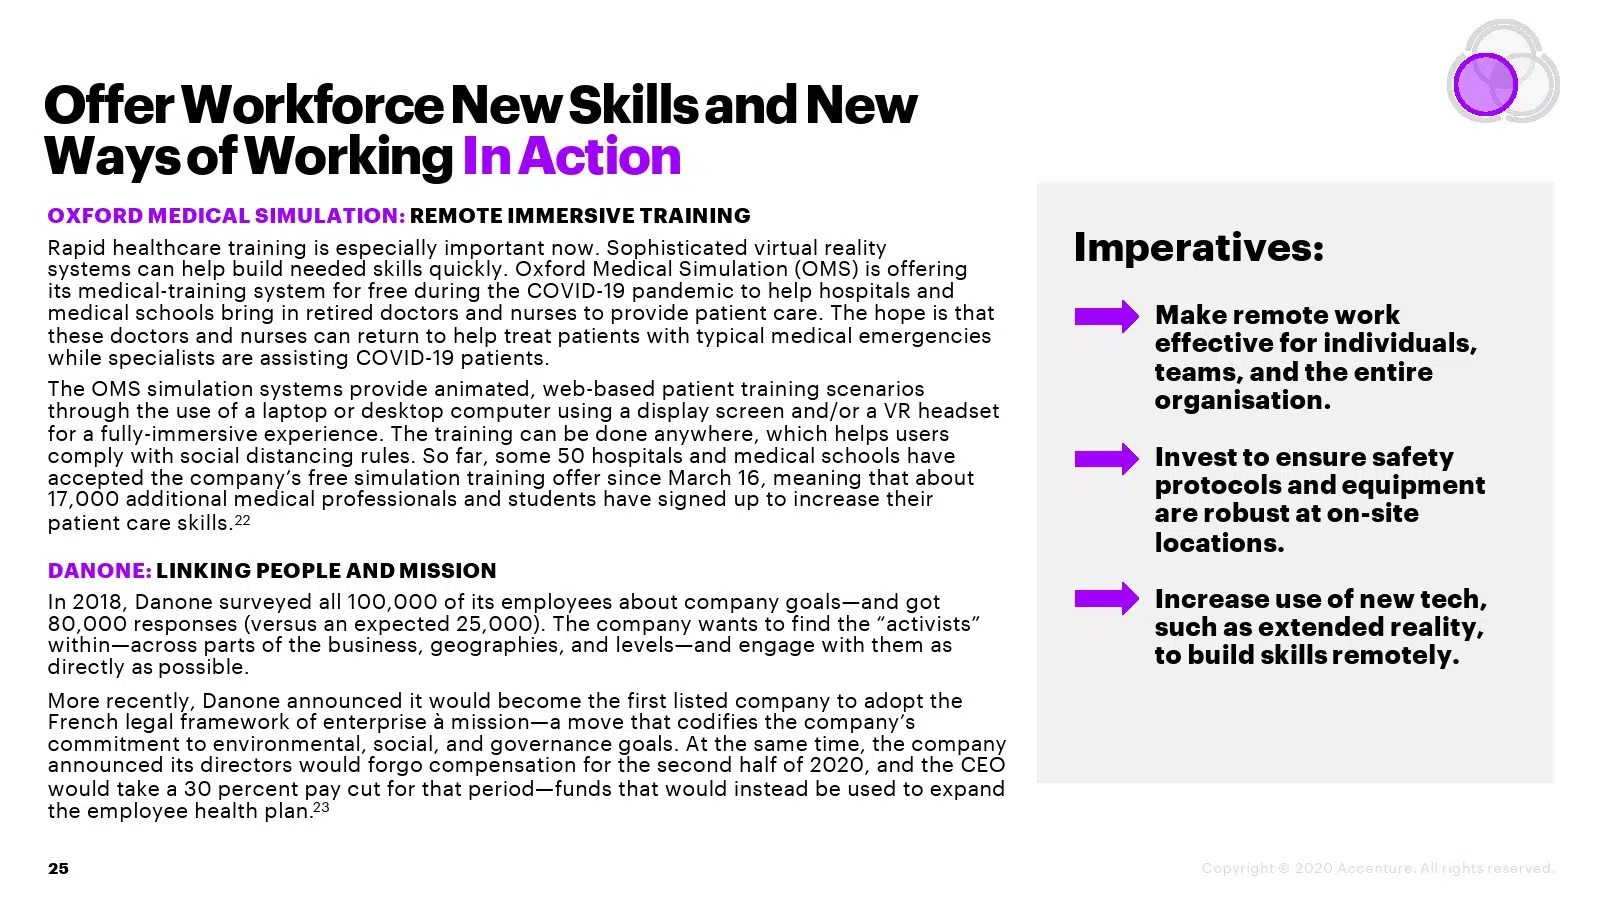 Offer Workforce New Skills and New
Ways of Working In Action
OXFORD MEDICAL SIMULATION: REMOTE IMMERSIVE TRAINING
Rapid healthcare training is especially important now. Sophisticated virtual reality
systems can help build needed skills quickly. Oxford Medical Simulation (OMS) is offering
its medical-training system for free during the COVID-19 pandemic to help hospitals and
medical schools bring in retired doctors and nurses to provide patient care. The hope is that
these doctors and nurses can return to help treat patients with typical medical emergencies
while specialists are assisting COVID-19 patients.
The OMS simulation systems provide animated, web-based patient training scenarios
through the use of a laptop or desktop computer using a display screen and/or a VR headset
for a fully-immersive experience. The training can be done anywhere, which helps users
comply with social distancing rules. So far, some 50 hospitals and medical schools have
accepted the company’s free simulation training offer since March 16, meaning that about
17,000 additional medical professionals and students have signed up to increase their
patient care skills.22
DANONE: LINKING PEOPLE AND MISSION
In 2018, Danone surveyed all 100,000 of its employees about company goals—and got
80,000 responses (versus an expected 25,000). The company wants to find the “activists”
within—across parts of the business, geographies, and levels—and engage with them as
directly as possible.
More recently, Danone announced it would become the first listed company to adopt the
French legal framework of enterprise à mission—a move that codifies the company’s
commitment to environmental, social, and governance goals. At the same time, the company
announced its directors would forgo compensation for the second half of 2020, and the CEO
would take a 30 percent pay cut for that period—funds that would instead be used to expand
the employee health plan.23
Imperatives:
Make remote work
effective for individuals,
teams, and the entire
organisation.
Invest to ensure safety
protocols and equipment
are robust at on-site
locations.
Increase use of new tech,
such as extended reality,
to build skills remotely.
25
Copyright © 2020 Accenture. All rights reserved.